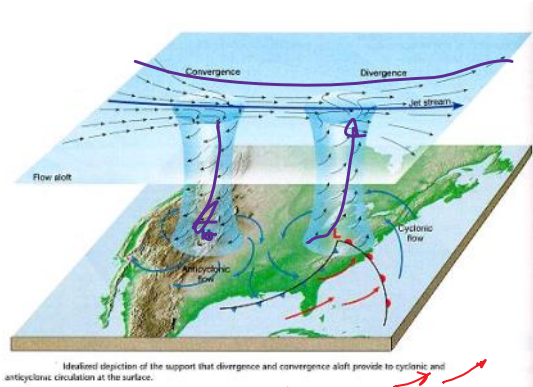 Convergence
Divergence
Jet stream
Flow aloft
L
Cyclonic
flow
Anticyclonic
flow
Idealized depiction of the support that divergence and convergence aloft provide to cyclonic and
anticyclonic circulation at the surface.